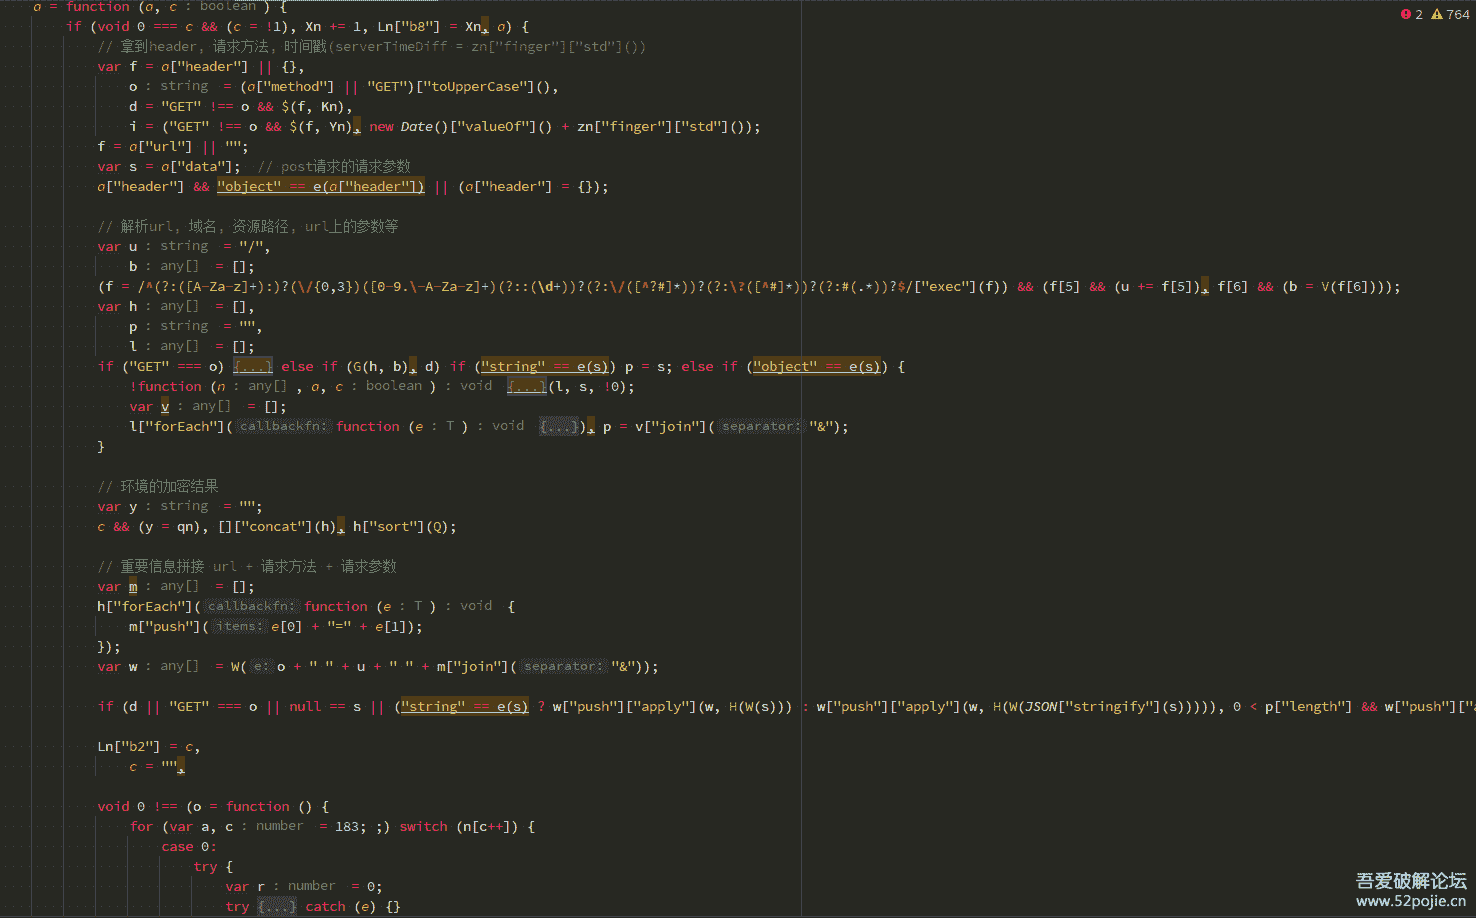 a = function (a, c : boolean ) {
if (void 0 === c && (c = !1), Xn += 1, Ln["b8"] = Xn, a) {
// 拿到header, 请求方法, 时间戳(serverTimeDiff = zn["finger"]["std"]())
var f = a["header"] || {},
o : string = (a["method"] || "GET")["toUpperCase"](),
d = "GET" !== o && $(f, Kn),
i = ("GET" !== o && $(f, Yn), new Date()["valueOf"]() + zn["finger"]["std"]());
f = a["url"] || "";
var s = a["data"]; // post请求的请求参数
a["header"] && "object" == e(a["header"]) || (a["header"] = {});
// 解析url, 域名, 资源路径, url上的参数等
var u : string = "/",
b : any[] = [];
(f = /^(?:([A-Za-z]+):)?(\/{0,3})([0-9.\-A-Za-z]+)(?::(\d+))?(?:\/([^?#]*))?(?:\?([^#]*))?(?:#(.*))?$/["exec"](f)) && (f[5] && (u += f[5]), f[6] && (b = V(f[6])));
var h : any[] = [],
p : string = "",
l : any[] = [];
if ("GET" === o) {...} else if (G(h, b), d) if ("string" == e(s)) p = s; else if ("object" == e(s)) {
!function (n : any[] , a, c : boolean ) : void {...}(l, s, !0);
var v : any[] = [];
l["forEach"]( callbackfn: function (e : T ) : void {...}), p = v["join"]( separator: "&");
}
// 环境的加密结果
var y : string = "";
c && (y = qn), []["concat"](h), h["sort"](Q);
// 重要信息拼接 url + 请求方法 + 请求参数
var m : any[] = [];
h["forEach"]( callbackfn: function (e : T ) : void {
m["push"]( items: e[0] + "=" + e[1]);
});
var w : any[] = W( e: o + " " + u + " " + m["join"]( separator: "&"));
if (d || "GET" === o || null == s || ("string" == e(s) ? w["push"]["apply"](w, H(W(s))) : w["push"]["apply"](w, H(W(JSON["stringify"](s))))), 0 < p["length"] && w["push"]["a
Ln["b2"] = c,
c = "",
void 0 !== (o = function () {
for (var a, c : number = 183; ;) switch (n[c++]) {
case 0:
try {
var r : number = 0;
try {...} catch (e) {}
2 764
吾爱破解论坛
www.52pojie.cn